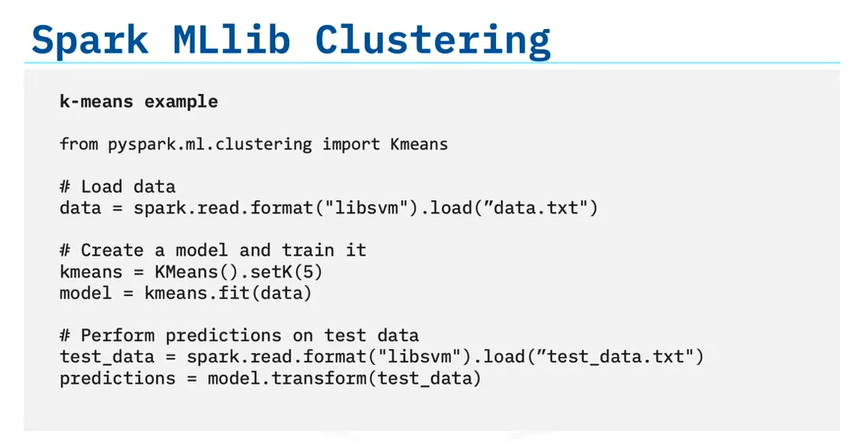 Spark MLlib Clustering
k-means example
from pyspark.ml.clustering import Kmeans
# Load data
data = spark.read.format("libsvm").load(”data.txt")
# Create a model and train it
kmeans = KMeans().setK(5)
model = kmeans.fit(data)
# Perform predictions on test data
test_data = spark.read.format("libsvm").load(”test_data.txt")
predictions = model.transform(test_data)